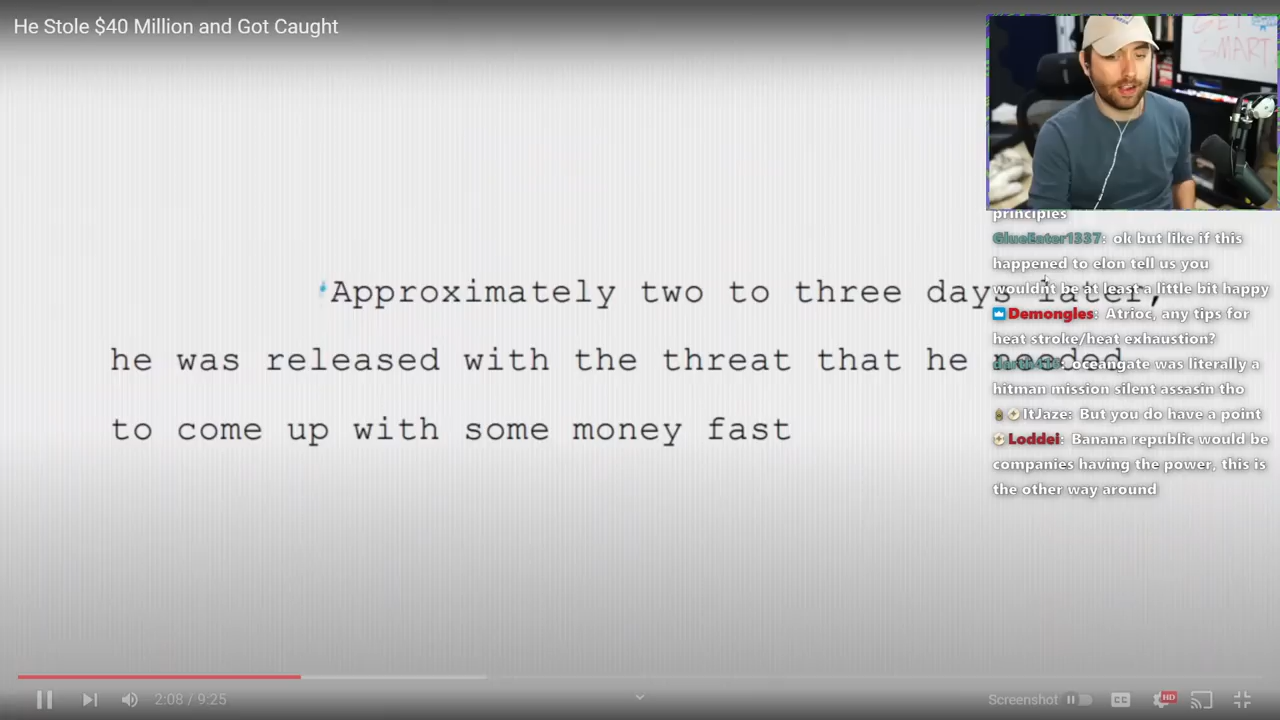 He Stole $40 Million and Got Caught
GET
SMART
principles
GlueEater1337: ok but like if this
happened to elon tell us you
wouldnt be at least a little bit happy
Approximately two to three days later,
Demongles: Atrioc, any tips for
heat stroke/heat exhaustion?
he was released with the threat that he needed
oceangate was literally a
hitman mission silent assasin tho
ItJaze: But you do have a point
to come up with some money fast
Loddei: Banana republic would be
companies having the power, this is
the other way around
2:08 / 9:25
Screenshot
CC
HD